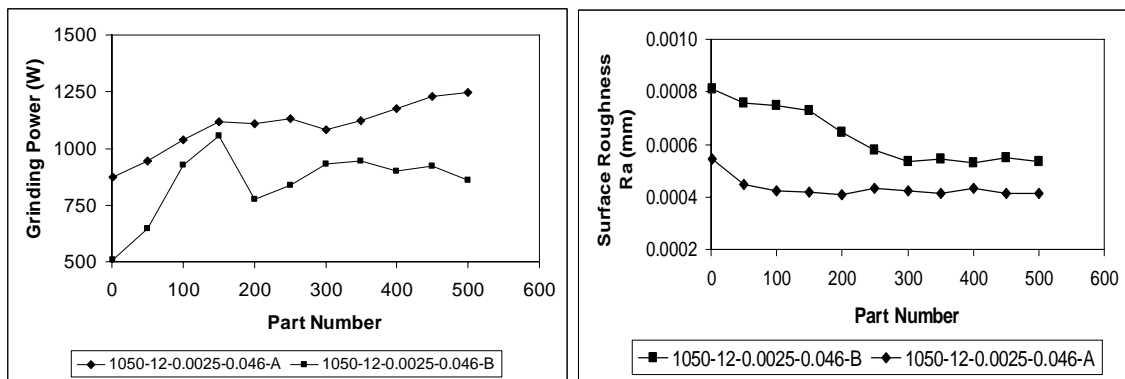 1500
1250
1000
750
500
Grinding Power (W)
0 100 200 300 400 500 600
Part Number
1050-12-0.0025-0.046-A 1050-12-0.0025-0.046-B
0.0010
0.0008
0.0006
0.0004
0.0002
Surface Roughness
Ra (mm)
0 100 200 300 400 500 600
Part Number
1050-12-0.0025-0.046-B 1050-12-0.0025-0.046-A